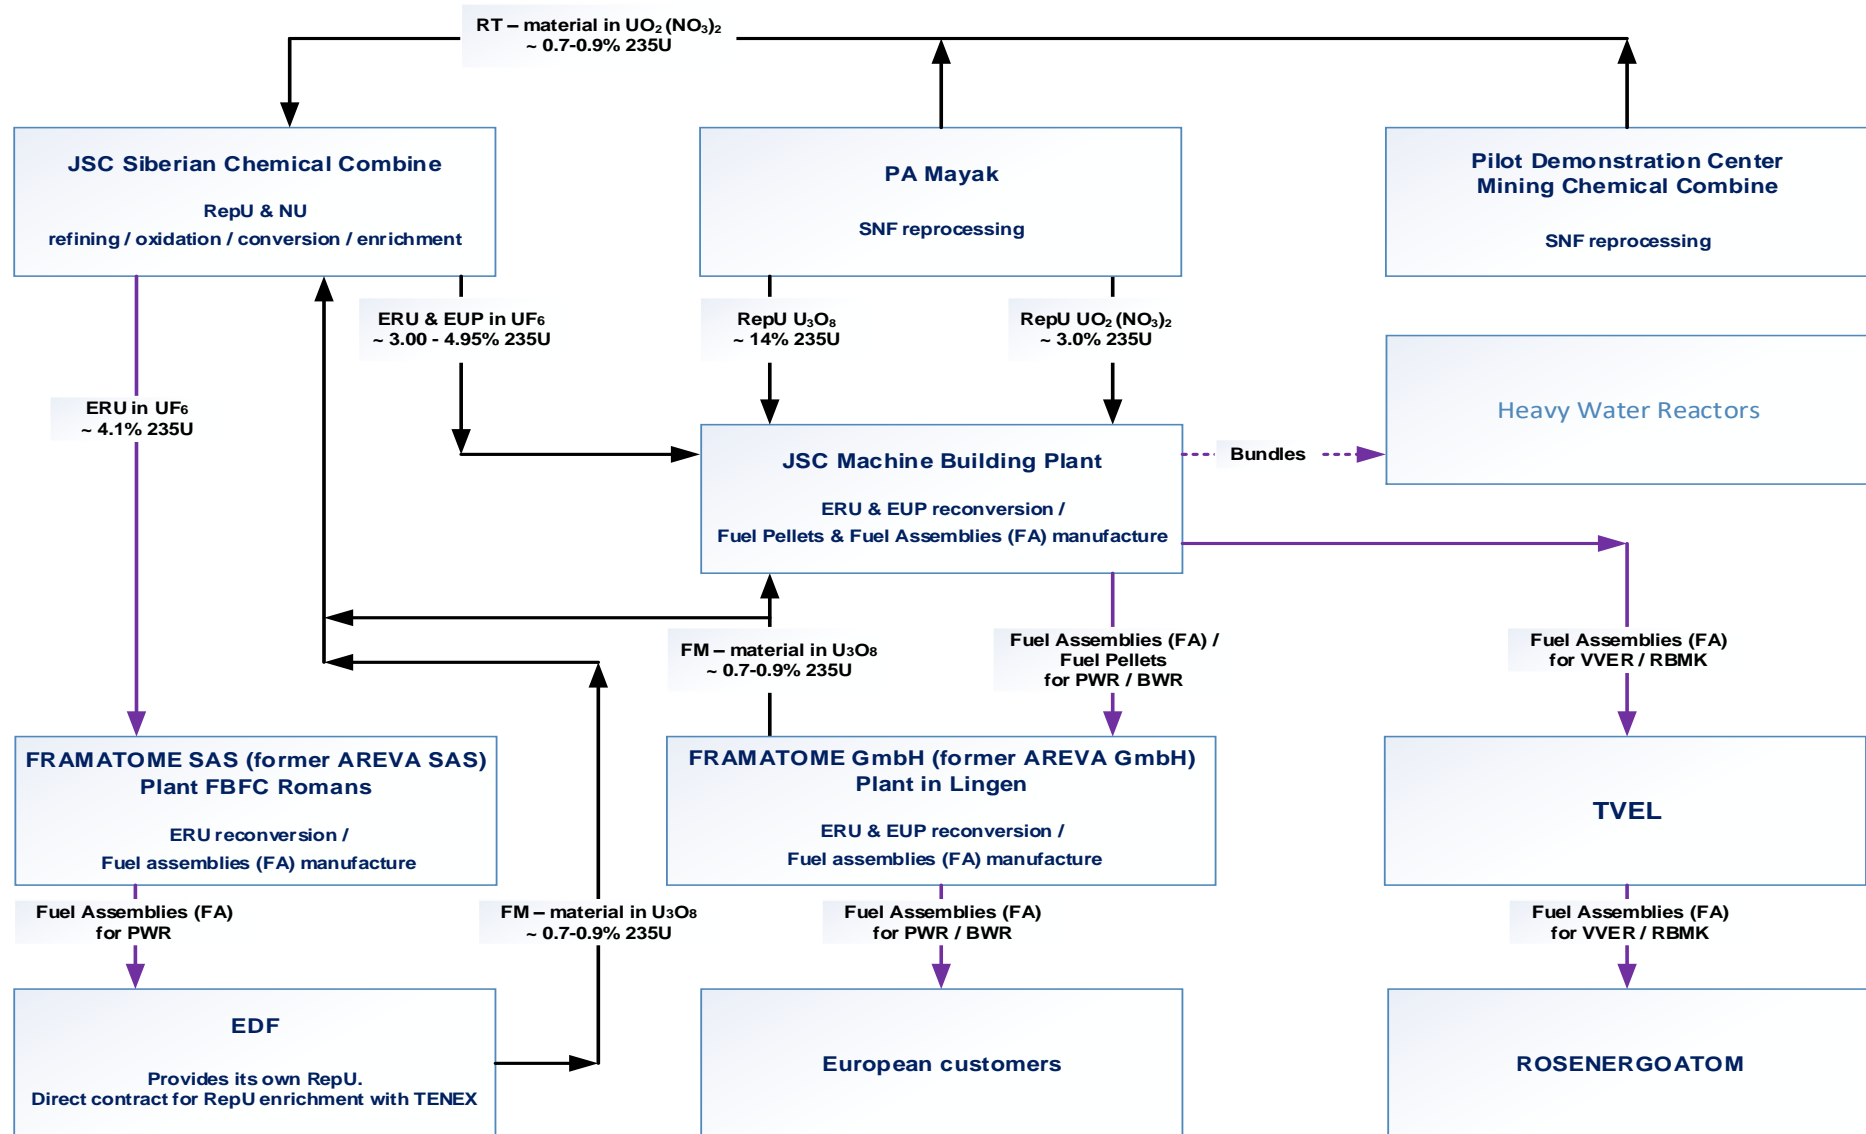 RT – material in UO₂ (NO₃)₂
~ 0.7-0.9% 235U
JSC Siberian Chemical Combine
RepU & NU
refining / oxidation / conversion / enrichment
PA Mayak
SNF reprocessing
Pilot Demonstration Center
Mining Chemical Combine
SNF reprocessing
ERU & EUP in UF₆
~ 3.00 - 4.95% 235U
RepU U₃O₈
~ 14% 235U
RepU UO₂ (NO₃)₂
~ 3.0% 235U
ERU in UF₆
~ 4.1% 235U
JSC Machine Building Plant
ERU & EUP reconversion /
Fuel Pellets & Fuel Assemblies (FA) manufacture
Bundles
Heavy Water Reactors
FM – material in U₃O₈
~ 0.7-0.9% 235U
Fuel Assemblies (FA) /
Fuel Pellets
for PWR / BWR
Fuel Assemblies (FA)
for VVER / RBMK
FRAMATOME SAS (former AREVA SAS)
Plant FBFC Romans
ERU reconversion /
Fuel assemblies (FA) manufacture
FRAMATOME GmbH (former AREVA GmbH)
Plant in Lingen
ERU & EUP reconversion /
Fuel assemblies (FA) manufacture
TVEL
Fuel Assemblies (FA)
for PWR
FM – material in U₃O₈
~ 0.7-0.9% 235U
Fuel Assemblies (FA)
for PWR / BWR
Fuel Assemblies (FA)
for VVER / RBMK
EDF
Provides its own RepU.
Direct contract for RepU enrichment with TENEX
European customers
ROSENERGOATOM